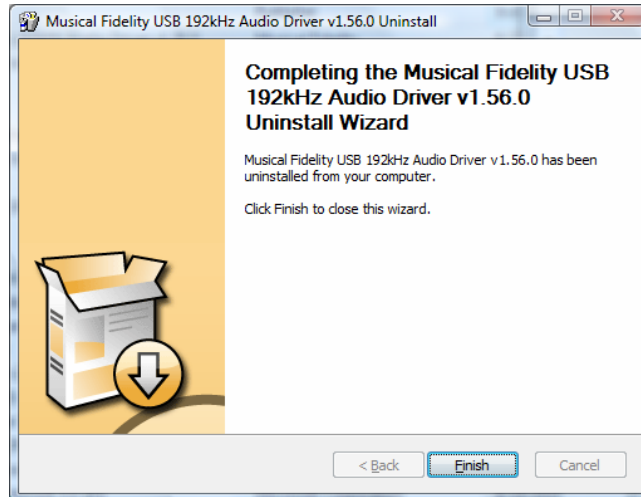 Musical Fidelity USB 192kHz Audio Driver v1.56.0 Uninstall
Completing the Musical Fidelity USB
192kHz Audio Driver v1.56.0
Uninstall Wizard
Musical Fidelity USB 192kHz Audio Driver v1.56.0 has been
uninstalled from your computer.
Click Finish to close this wizard.
< Back
Finish
Cancel